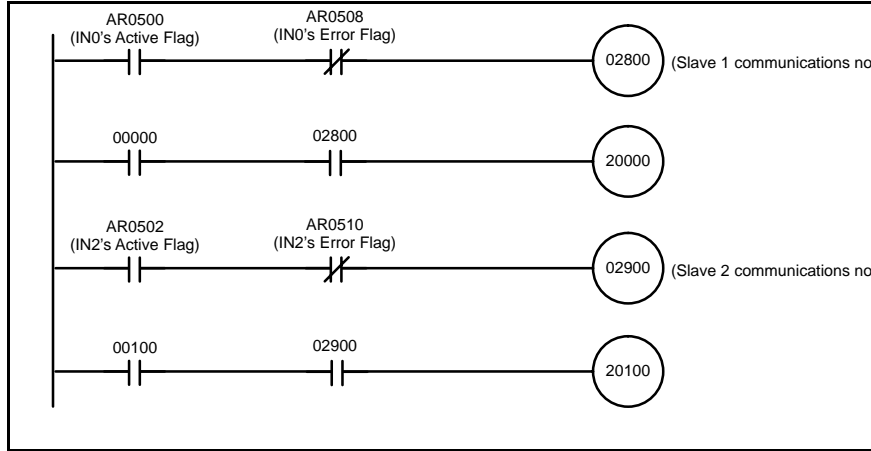 AR0500
(IN0's Active Flag)
AR0508
(IN0's Error Flag)
02800
(Slave 1 communications no
00000
02800
20000
AR0502
(IN2's Active Flag)
AR0510
(IN2's Error Flag)
02900
(Slave 2 communications no
00100
02900
20100